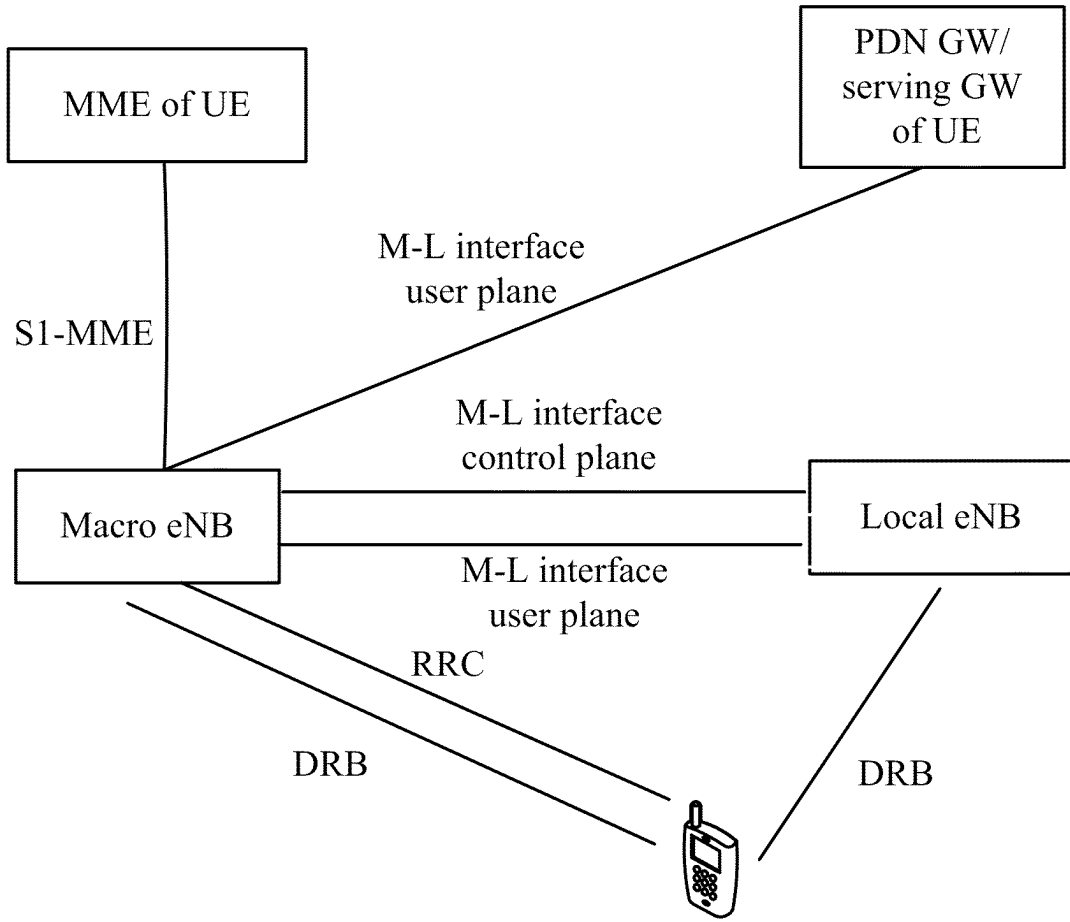 MME of UE
PDN GW/
serving GW
of UE
M-L interface
user plane
S1-MME
M-L interface
control plane
Macro eNB
Local eNB
M-L interface
user plane
RRC
DRB
DRB